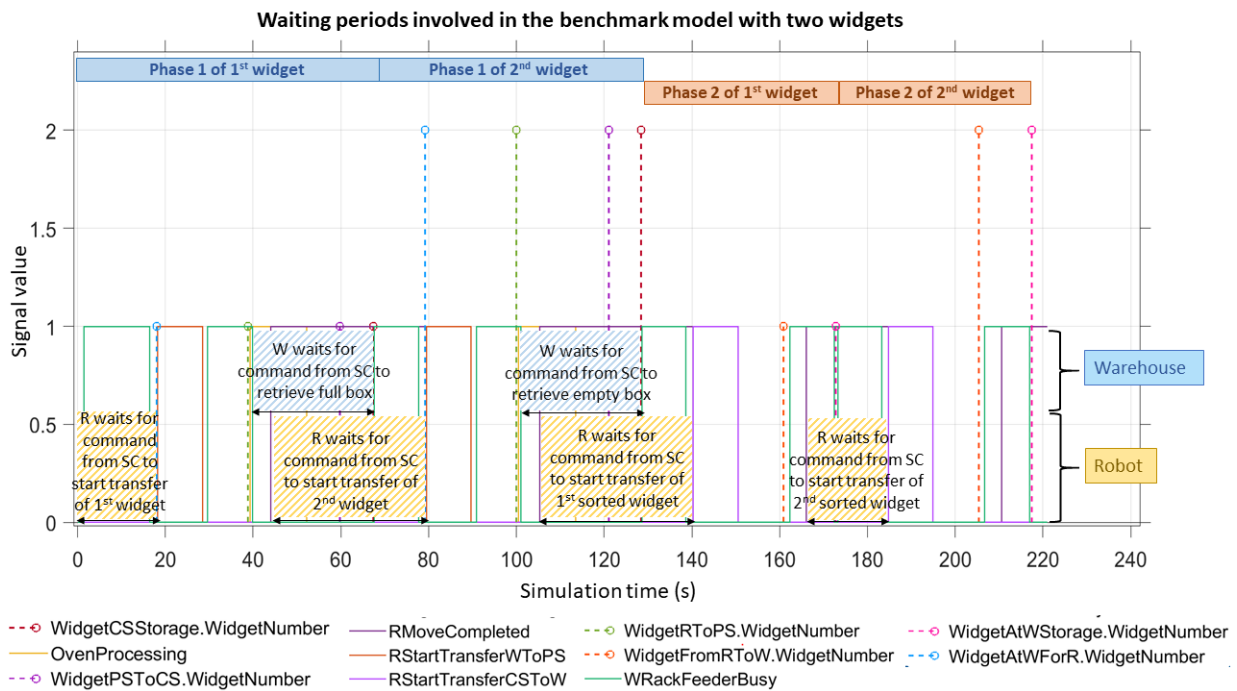 Waiting periods involved in the benchmark model with two widgets
Phase 1 of 1st widget
Phase 1 of 2nd widget
Phase 2 of 1st widget
Phase 2 of 2nd widget
2
1.5
1
0.5
0
Signal value
W waits for
command from SC to
retrieve full box
W waits for
command from SC to
retrieve empty box
R waits for
command
from SC to
start transfer
of 1st widget
R waits for
command from SC
to start transfer of
2nd widget
R waits for
command from SC
to start transfer of
1st sorted widget
R waits for
command from SC
to start transfer of
2nd sorted widget
Warehouse
Robot
0 20 40 60 80 100 120 140 160 180 200 220 240
Simulation time (s)
WidgetCSStorage.WidgetNumber RMoveCompleted WidgetRToPS.WidgetNumber WidgetAtWStorage.WidgetNumber
OvenProcessing RStartTransferWToPS WidgetFromRToW.WidgetNumber WidgetAtWForR.WidgetNumber
WidgetPSToCS.WidgetNumber RStartTransferCSToW WRackFeederBusy